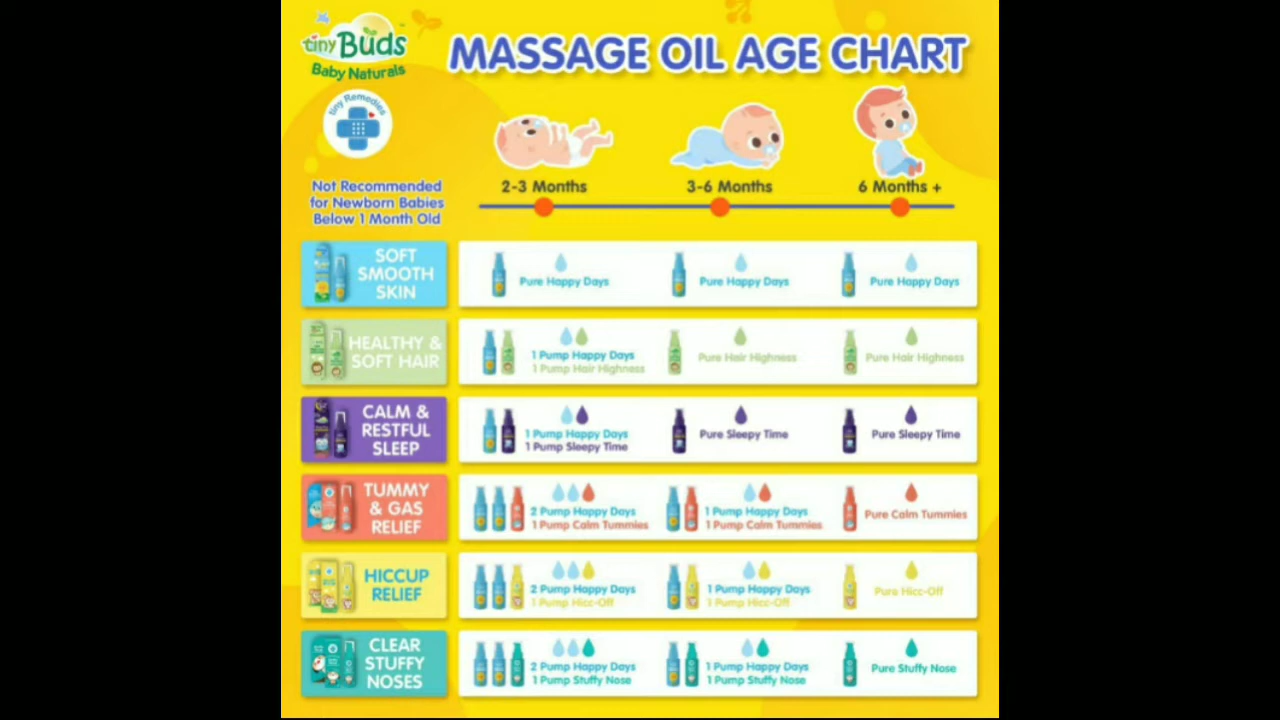 tiny Buds
Baby Naturals
MASSAGE OIL AGE CHART
tiny Remedies
Not Recommended
for Newborn Babies
Below 1 Month Old
2-3 Months
3-6 Months
6 Months +
SOFT
SMOOTH
SKIN
Pure Happy Days
Pure Happy Days
Pure Happy Days
HEALTHY &
SOFT HAIR
1 Pump Happy Days
1 Pump Hair Highness
Pure Hair Highness
Pure Hair Highness
CALM &
RESTFUL
SLEEP
1 Pump Happy Days
1 Pump Sleepy Time
Pure Sleepy Time
Pure Sleepy Time
TUMMY
& GAS
RELIEF
2 Pump Happy Days
1 Pump Calm Tummies
1 Pump Happy Days
1 Pump Calm Tummies
Pure Calm Tummies
HICCUP
RELIEF
2 Pump Happy Days
1 Pump Hicc-Off
1 Pump Happy Days
1 Pump Hicc-Off
Pure Hicc-Off
CLEAR
STUFFY
NOSES
2 Pump Happy Days
1 Pump Stuffy Nose
1 Pump Happy Days
1 Pump Stuffy Nose
Pure Stuffy Nose